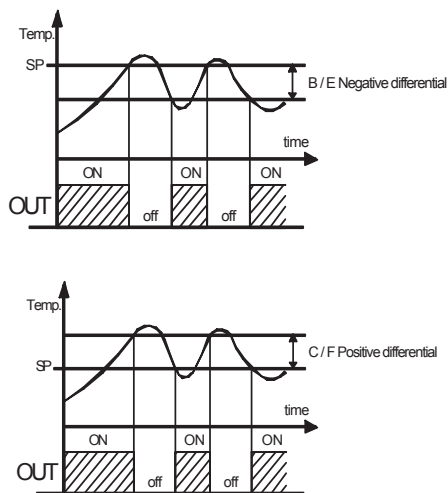 Temp.
SP
B / E Negative differential
time
ON ON ON
OUT
off off
Temp.
C / F Positive differential
SP
time
ON ON ON
OUT
off off